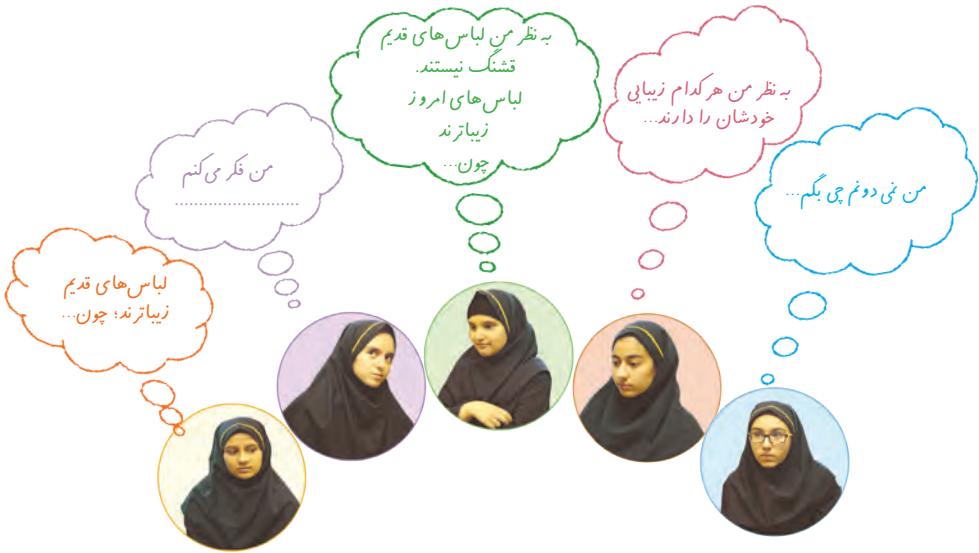 به نظر من لباس‌های قدیم
قشنگ نیستند.
لباس‌های امروز
زیباترند
چون...
به نظر من هر کدام زیبایی
خودشان را دارند...
من نمی دونم چی بگم...
من فکر می‌کنم
........................
لباس‌های قدیم
زیباترند؛ چون...